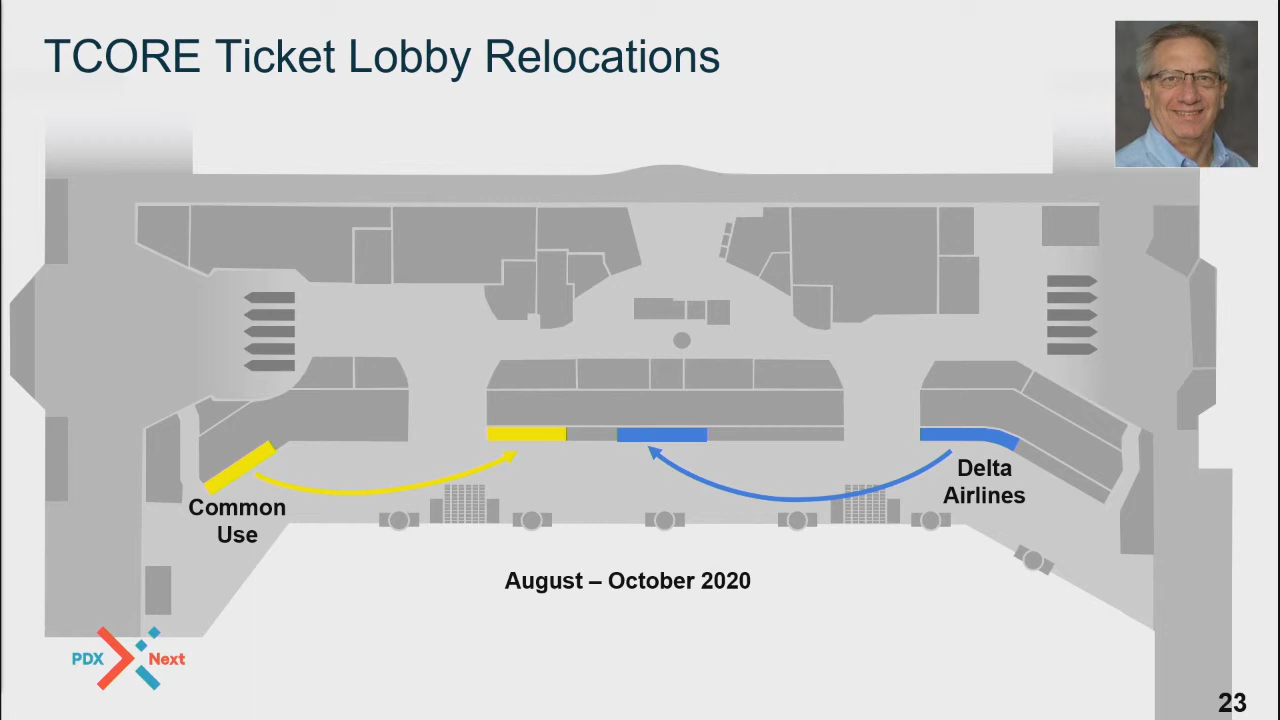 TCORE Ticket Lobby Relocations
Common
Use
Delta
Airlines
August – October 2020
PDX Next
23